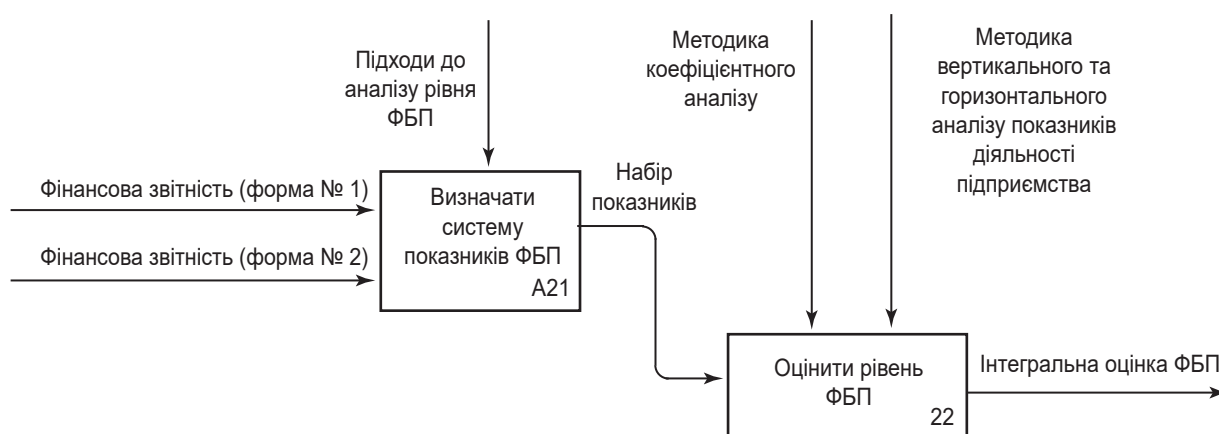 Підходи до
аналізу рівня
ФБП
Методика
коефіцієнтного
аналізу
Методика
вертикального та
горизонтального
аналізу показників
діяльності
підприємства
Фінансова звітність (форма № 1)
Фінансова звітність (форма № 2)
Визначати
систему
показників ФБП
А21
Набір
показників
Оцінити рівень
ФБП
22
Інтегральна оцінка ФБП